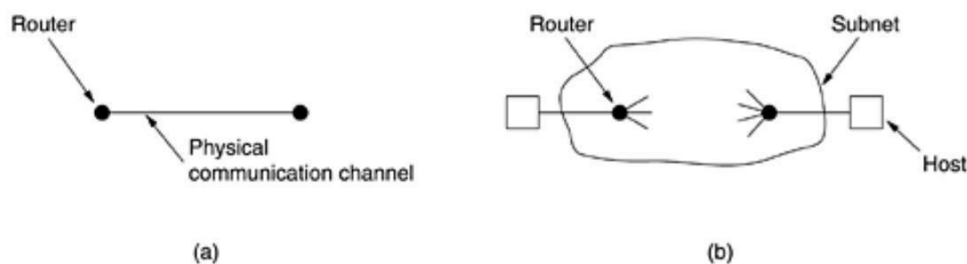 Router
Physical
communication channel
(a)
Router
Subnet
Host
(b)